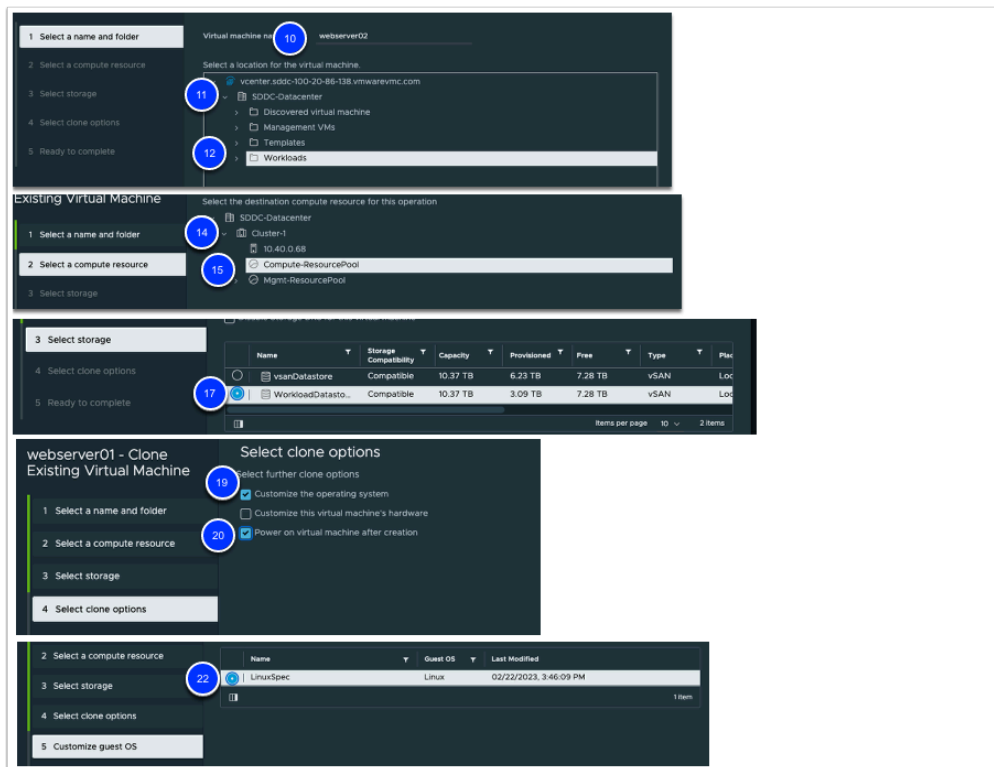 1 Select a name and folder
2 Select a compute resource
3 Select storage
4 Select clone options
5 Ready to complete
Virtual machine na 10 webserver02
Select a location for the virtual machine.
vcenter.sddc-100-20-86-138.vmwarevmc.com
11 SDDC-Datacenter
Discovered virtual machine
Management VMs
Templates
12 Workloads
Existing Virtual Machine
1 Select a name and folder
2 Select a compute resource
3 Select storage
Select the destination compute resource for this operation
SDDC-Datacenter
14 Cluster-1
10.40.0.68
15 Compute-ResourcePool
Mgmt-ResourcePool
3 Select storage
4 Select clone options
5 Ready to complete
Name Storage Compatibility Capacity Provisioned Free Type Plac
vsanDatastore Compatible 10.37 TB 6.23 TB 7.28 TB vSAN Loc
17 WorkloadDatasto... Compatible 10.37 TB 3.09 TB 7.28 TB vSAN Loc
Items per page 10 2 items
webserver01 - Clone
Existing Virtual Machine
1 Select a name and folder
2 Select a compute resource
3 Select storage
4 Select clone options
Select clone options
Select further clone options
19 Customize the operating system
Customize this virtual machine's hardware
20 Power on virtual machine after creation
2 Select a compute resource
3 Select storage
4 Select clone options
5 Customize guest OS
Name Guest OS Last Modified
22 LinuxSpec Linux 02/22/2023, 3:46:09 PM
1 item